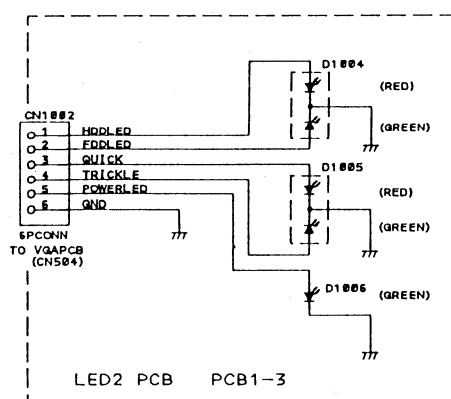 D1004
(RED)
(GREEN)
CN1002
1 HDDLED
2 FDDLED
3 QUICK
4 TRICKLE
5 POWERLED
6 GND
D1005
(RED)
(GREEN)
6PCONN
TO VGAPCB
(CN504)
D1006 (GREEN)
LED2 PCB PCB1-3